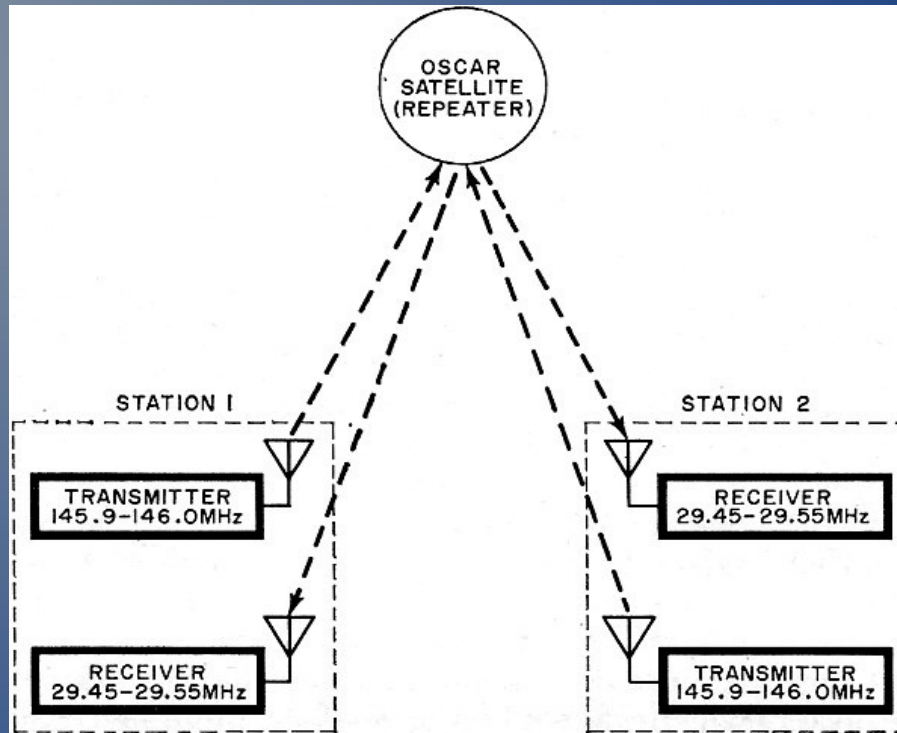 OSCAR
SATELLITE
(REPEATER)
STATION 1
STATION 2
TRANSMITTER
145.9-146.0MHz
RECEIVER
29.45-29.55MHz
RECEIVER
29.45-29.55MHz
TRANSMITTER
145.9-146.0MHz